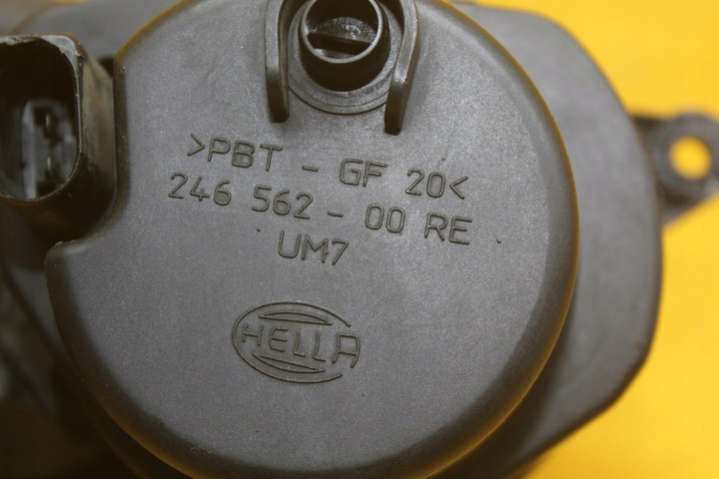 >PBT - GF 20<
246 562 - 00 RE
UM7
HELLA